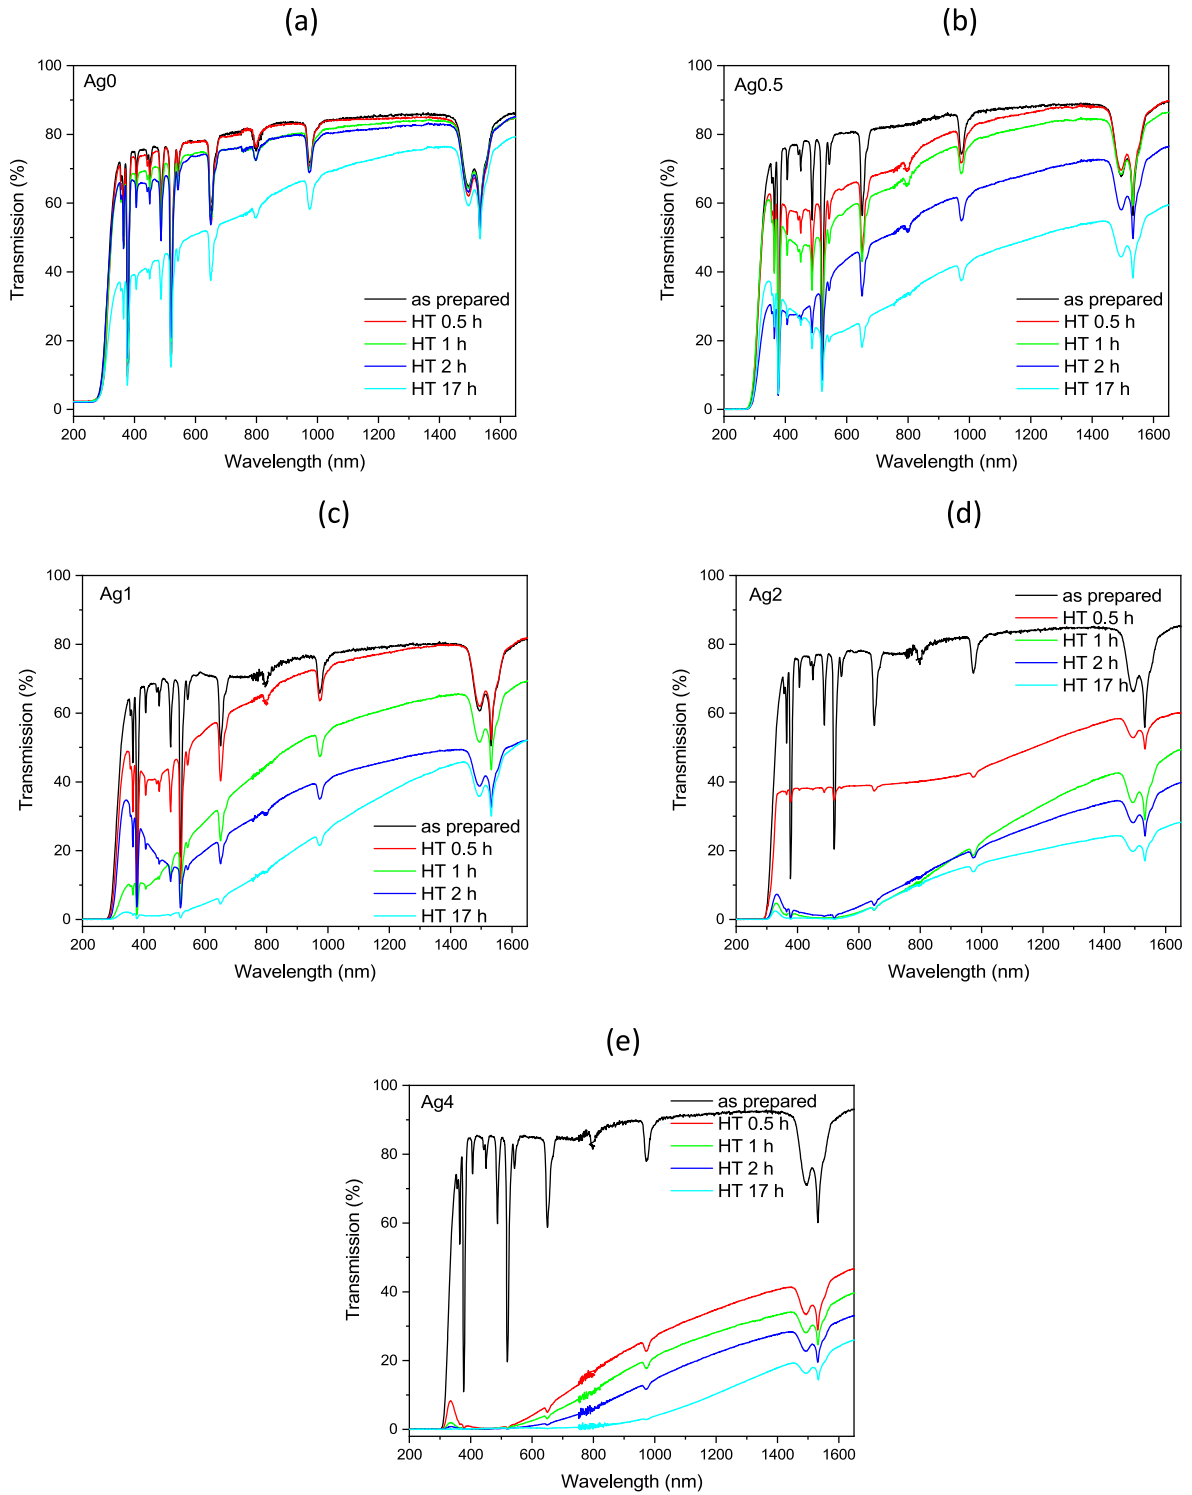 (a)
(b)
Ag0
100
80
60
40
20
0
Transmission (%)
as prepared
HT 0.5 h
HT 1 h
HT 2 h
HT 17 h
200 400 600 800 1000 1200 1400 1600
Wavelength (nm)
Ag0.5
100
80
60
40
20
0
Transmission (%)
as prepared
HT 0.5 h
HT 1 h
HT 2 h
HT 17 h
200 400 600 800 1000 1200 1400 1600
Wavelength (nm)
(c)
(d)
Ag1
100
80
60
40
20
0
Transmission (%)
as prepared
HT 0.5 h
HT 1 h
HT 2 h
HT 17 h
200 400 600 800 1000 1200 1400 1600
Wavelength (nm)
Ag2
100
80
60
40
20
0
Transmission (%)
as prepared
HT 0.5 h
HT 1 h
HT 2 h
HT 17 h
200 400 600 800 1000 1200 1400 1600
Wavelength (nm)
(e)
Ag4
100
80
60
40
20
0
Transmission (%)
as prepared
HT 0.5 h
HT 1 h
HT 2 h
HT 17 h
200 400 600 800 1000 1200 1400 1600
Wavelength (nm)